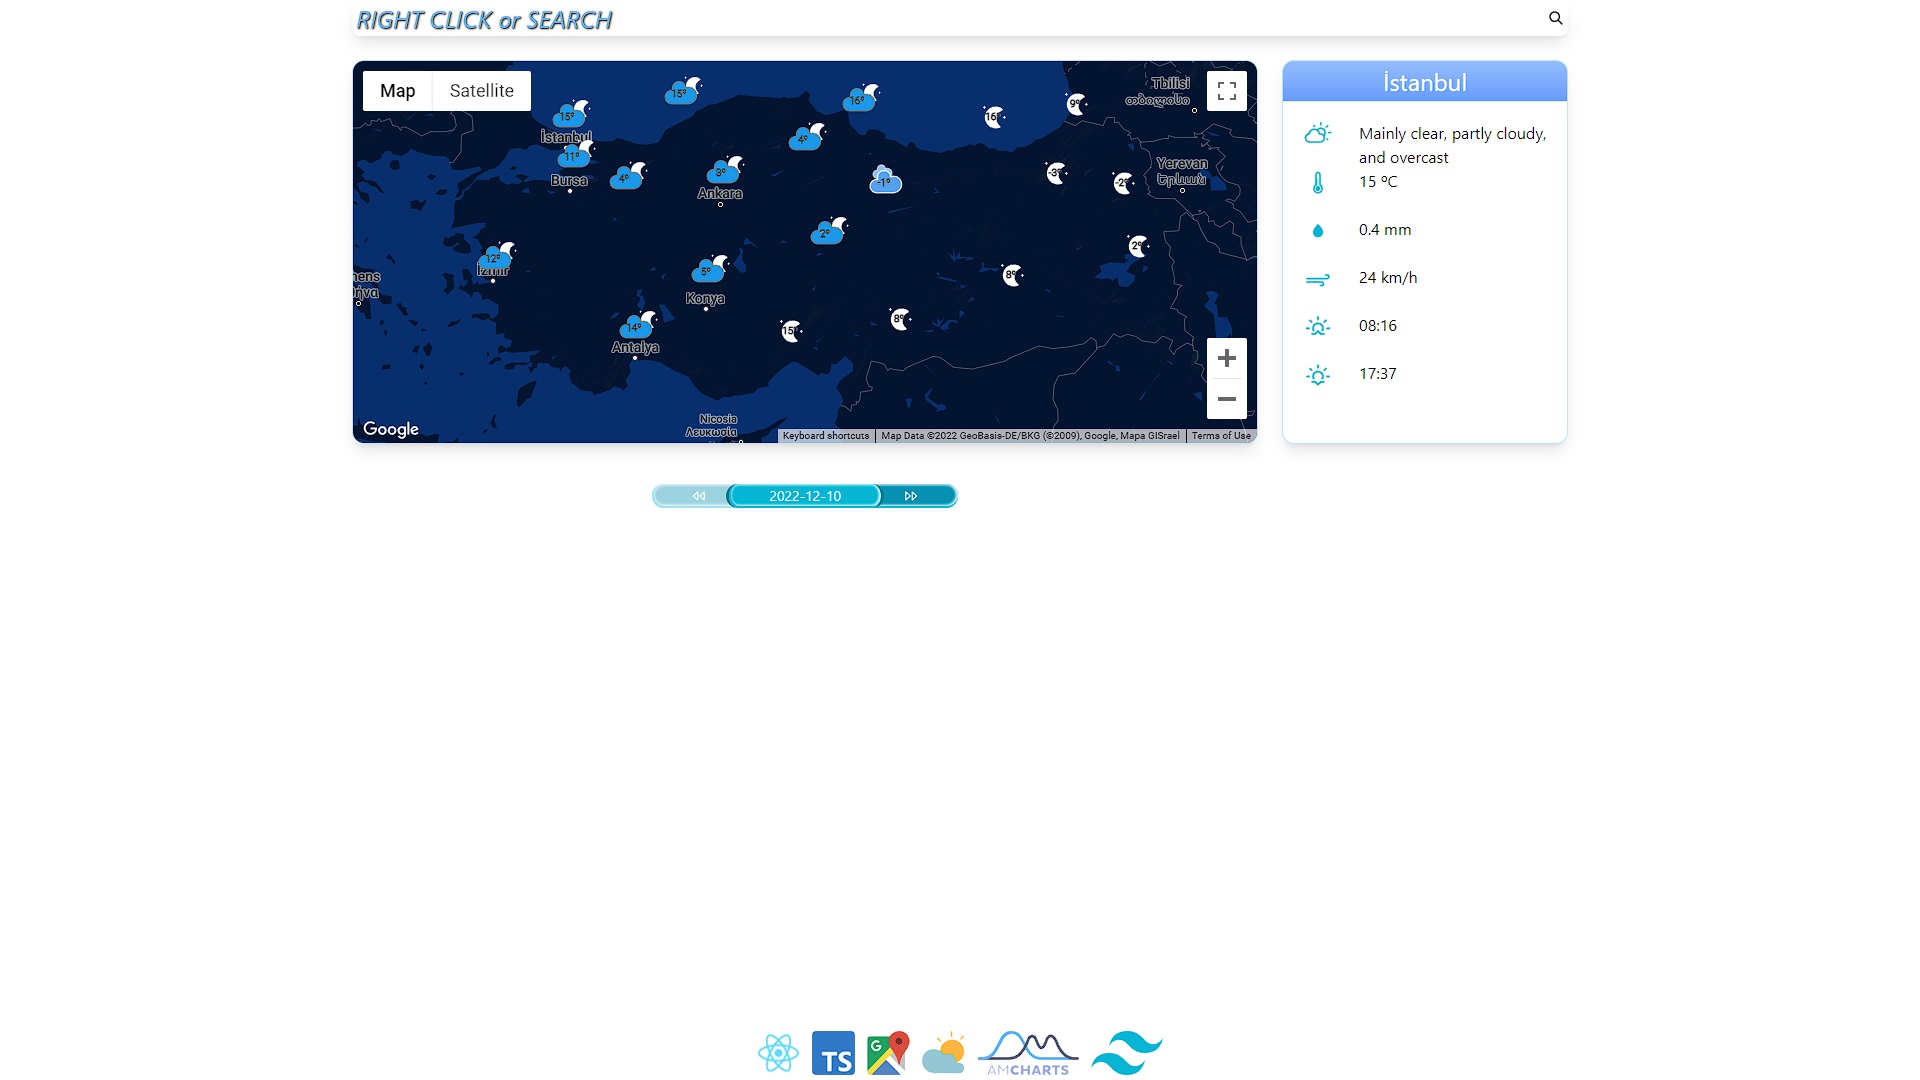 RIGHT CLICK or SEARCH
Map
Satellite
15°
16°
16°
9°
Tbilisi
თბილისი
15°
İstanbul
11°
Bursa
4°
4°
3°
Ankara
-1°
-3°
-2°
Yerevan
Երևան
12°
İzmir
5°
Konya
2°
8°
2°
hens
ήνα
14°
Antalya
15°
8°
Nicosia
Λευκωσία
Google
Keyboard shortcuts
Map Data ©2022 GeoBasis-DE/BKG (©2009), Google, Mapa GISrael
Terms of Use
İstanbul
Mainly clear, partly cloudy,
and overcast
15 ºC
0.4 mm
24 km/h
08:16
17:37
2022-12-10
TS
G
AMCHARTS